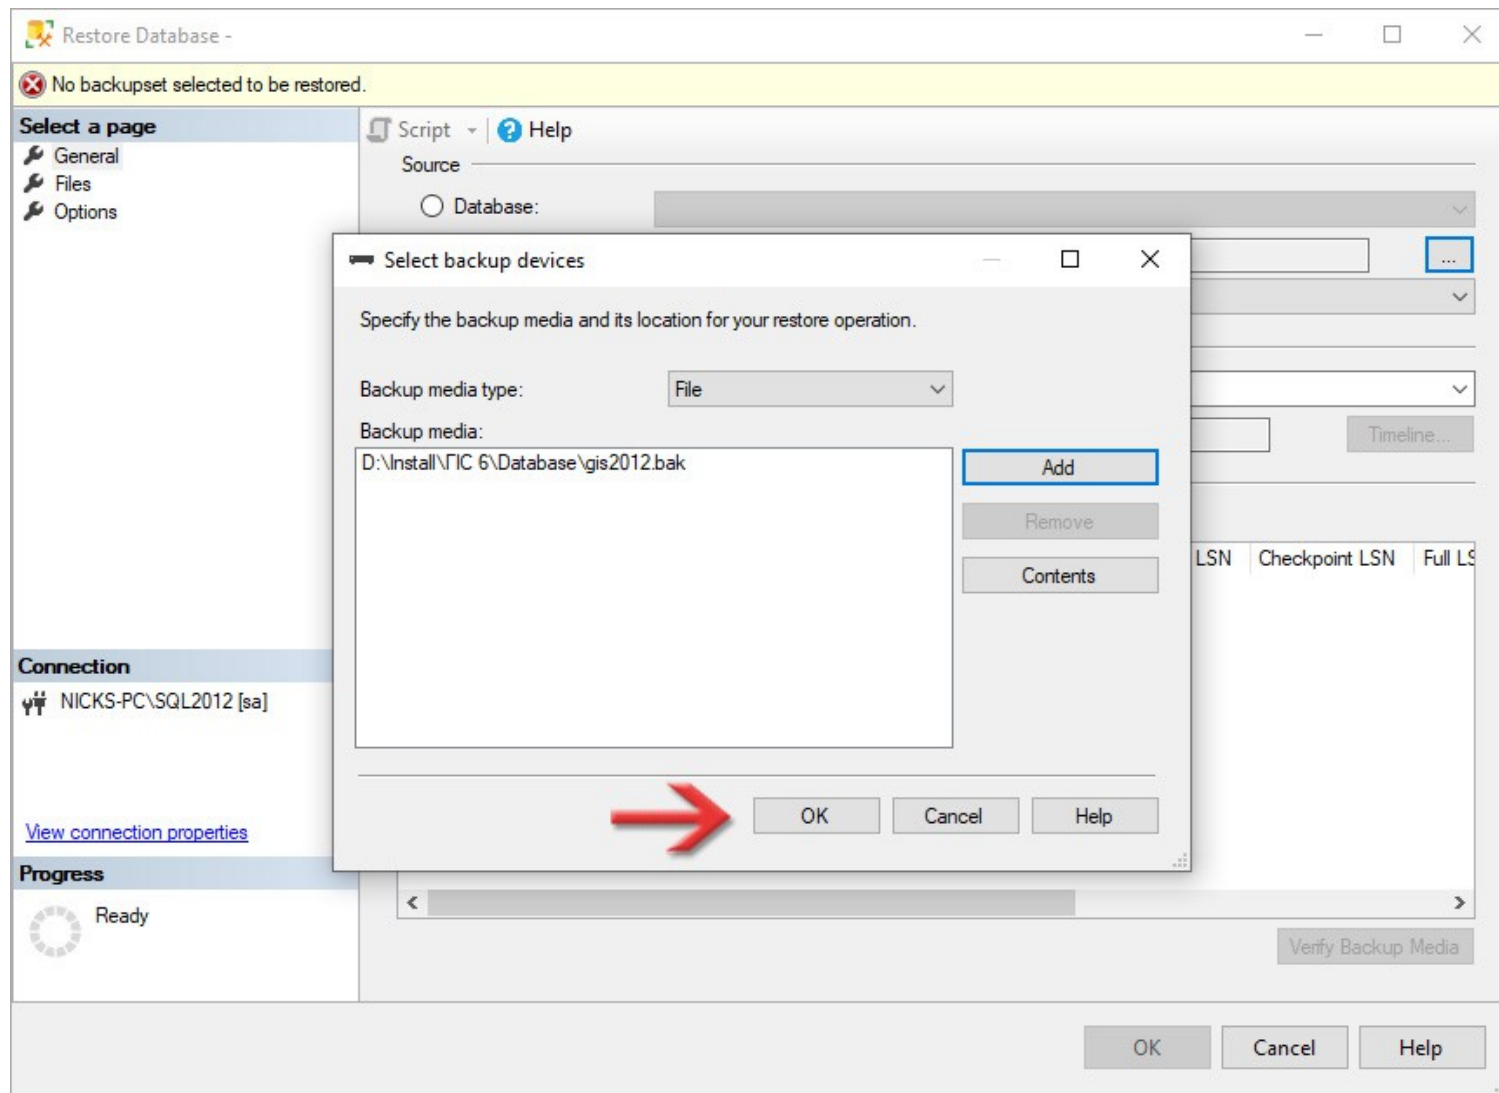 Restore Database -
No backupset selected to be restored.
Select a page
General
Files
Options
Script
Help
Source
Database:
...
Select backup devices
Specify the backup media and its location for your restore operation.
Backup media type:
File
Backup media:
D:\Install\ГІС 6\Database\gis2012.bak
Add
Remove
Contents
OK
Cancel
Help
Timeline...
LSN
Checkpoint LSN
Full LS
Connection
NICKS-PC\SQL2012 [sa]
View connection properties
Progress
Ready
Verify Backup Media
OK
Cancel
Help